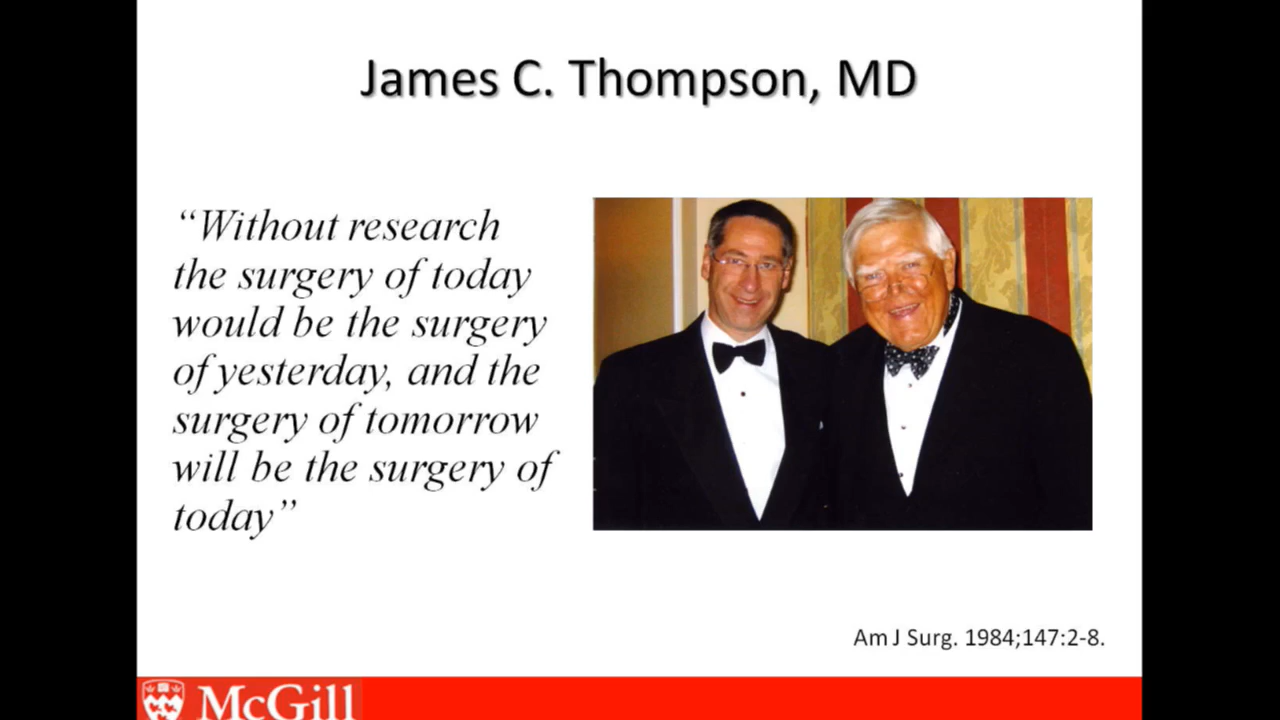 James C. Thompson, MD
“Without research
the surgery of today
would be the surgery
of yesterday, and the
surgery of tomorrow
will be the surgery of
today”
Am J Surg. 1984;147:2-8.
McGill